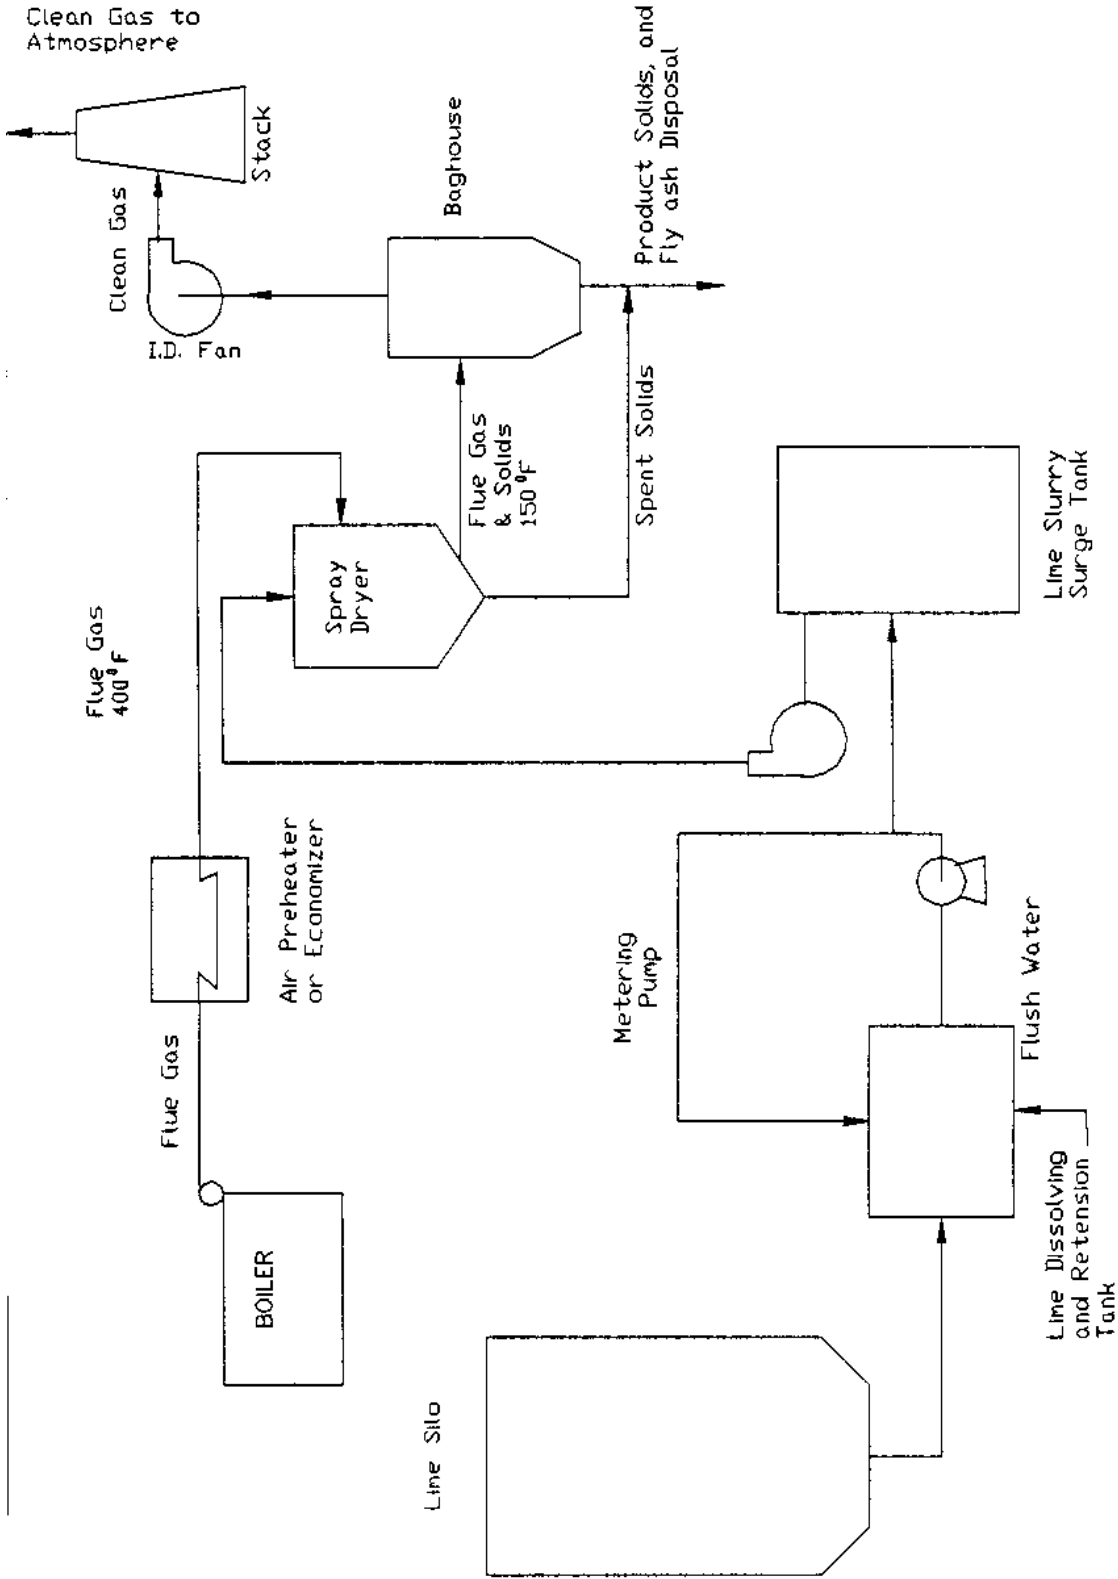 Clean Gas to
Atmosphere
Stack
Clean Gas
I.D. Fan
Baghouse
Product Solids, and
Fly ash Disposal
Flue Gas
400°F
Spray
Dryer
Flue Gas
& Solids
150°F
Spent Solids
Lime Slurry
Surge Tank
Air Preheater
or Economizer
Flue Gas
BOILER
Metering
Pump
Flush Water
Lime Dissolving
and Retension
Tank
Lime Silo